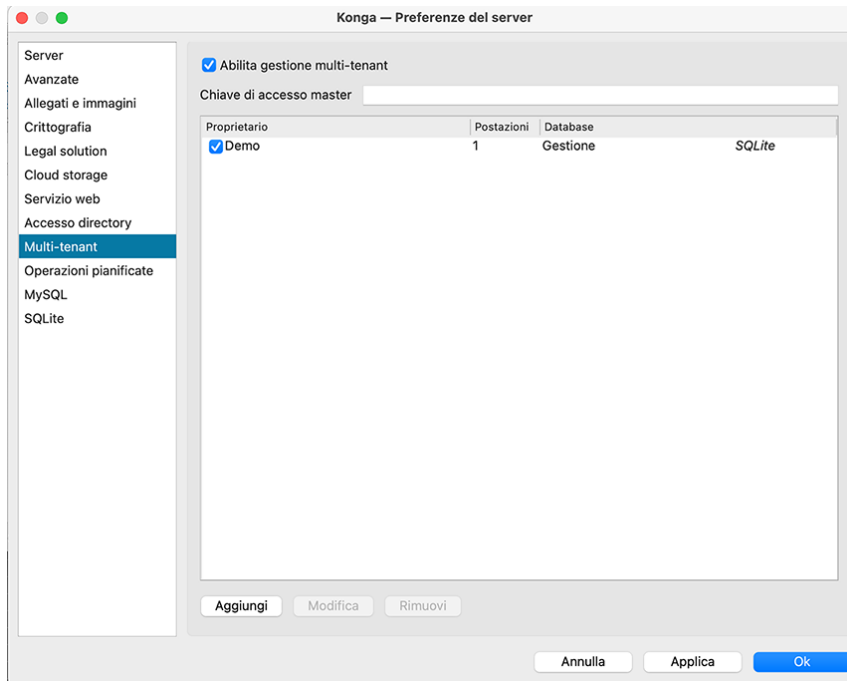 Konga — Preferenze del server
Server
Avanzate
Allegati e immagini
Crittografia
Legal solution
Cloud storage
Servizio web
Accesso directory
Multi-tenant
Operazioni pianificate
MySQL
SQLite
Abilita gestione multi-tenant
Chiave di accesso master
Proprietario Postazioni Database
Demo 1 Gestione SQLite
Aggiungi Modifica Rimuovi
Annulla Applica Ok